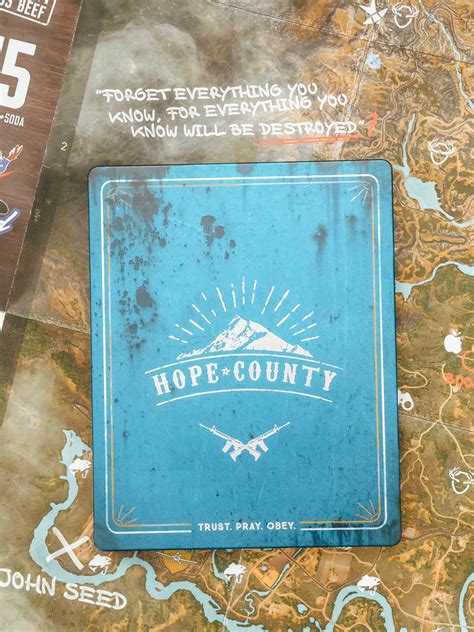 BEEF
5
SODA
2
"FORGET EVERYTHING YOU
KNOW, FOR EVERYTHING YOU
KNOW WILL BE DESTROYED"
HOPE ★ COUNTY
TRUST. PRAY. OBEY.
JOHN SEED